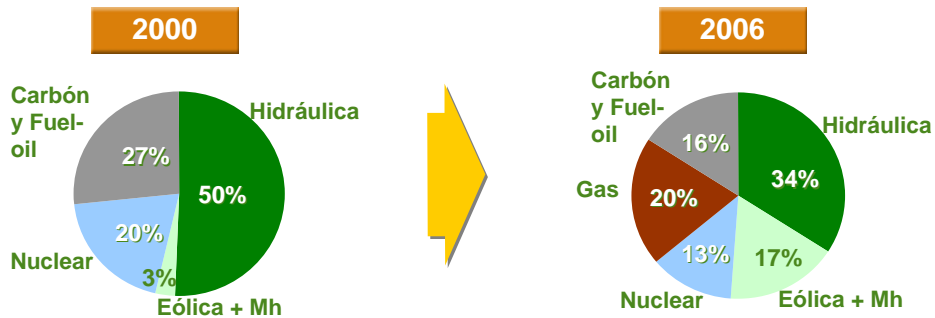 2000
Carbón
y Fuel-
oil
Hidráulica
27%
50%
20%
Nuclear
3%
Eólica + Mh
2006
Carbón
y Fuel-
oil
Hidráulica
16%
34%
Gas
20%
13%
17%
Nuclear
Eólica + Mh